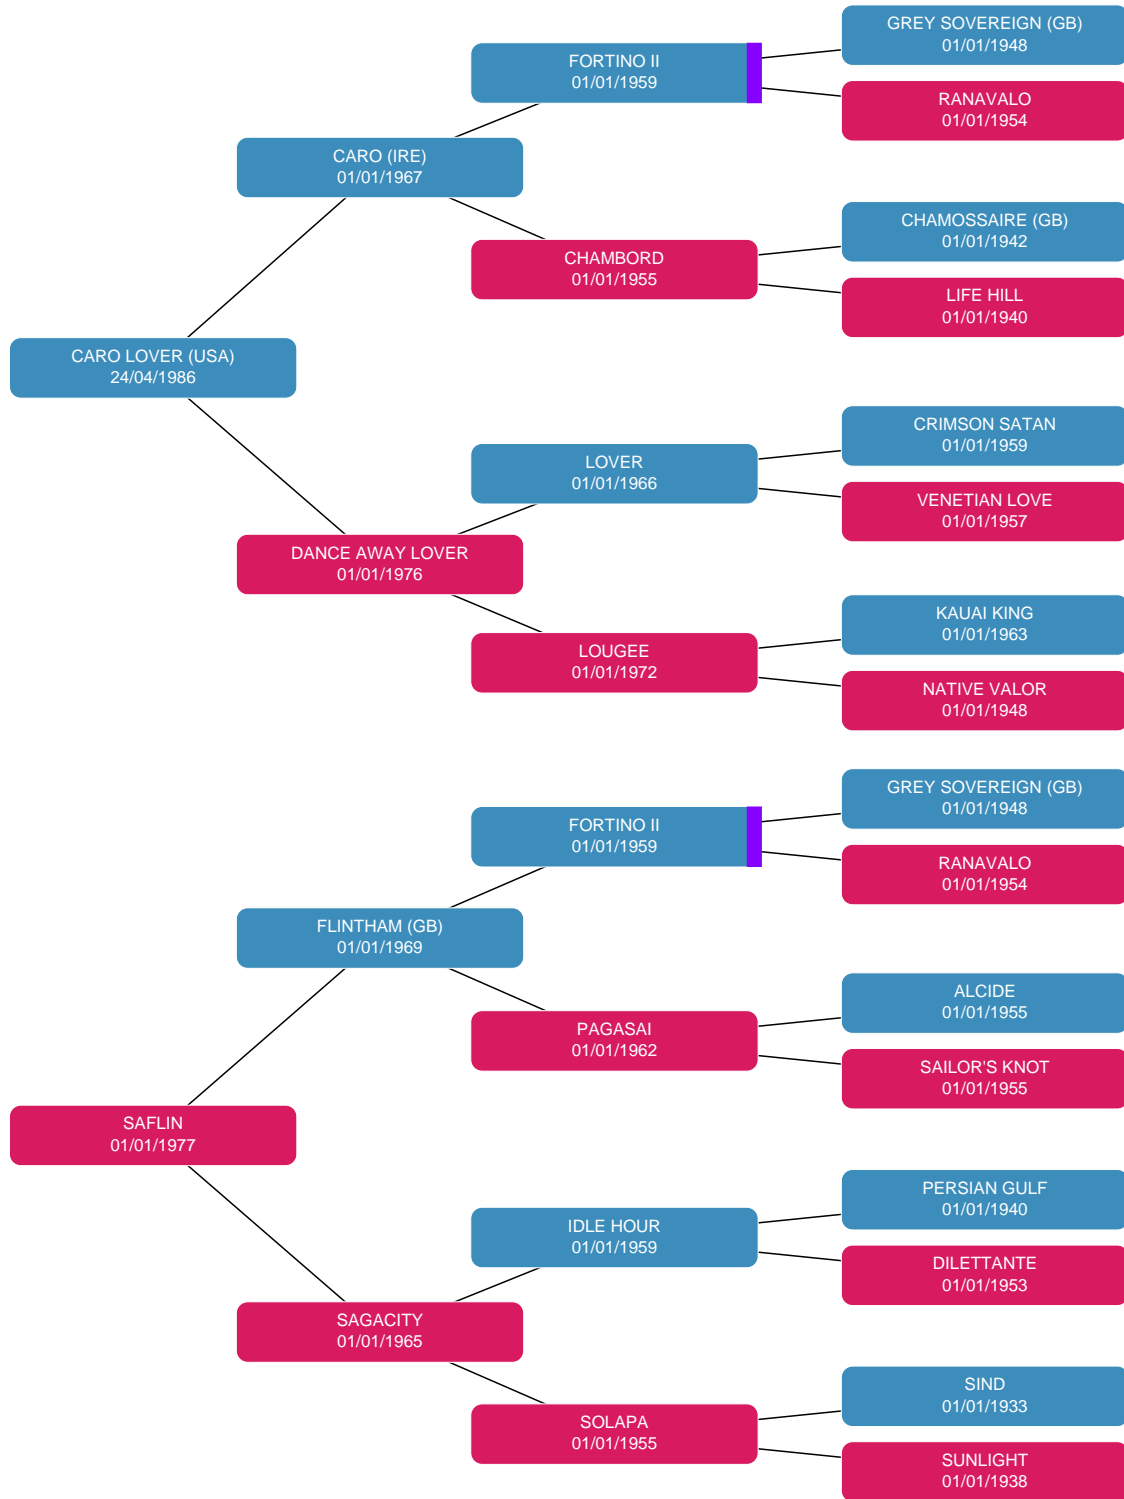 GREY SOVEREIGN (GB)
01/01/1948
FORTINO II
01/01/1959
RANAVALO
01/01/1954
CARO (IRE)
01/01/1967
CHAMOSSAIRE (GB)
01/01/1942
CHAMBORD
01/01/1955
LIFE HILL
01/01/1940
CARO LOVER (USA)
24/04/1986
CRIMSON SATAN
01/01/1959
LOVER
01/01/1966
VENETIAN LOVE
01/01/1957
DANCE AWAY LOVER
01/01/1976
KAUAI KING
01/01/1963
LOUGEE
01/01/1972
NATIVE VALOR
01/01/1948
GREY SOVEREIGN (GB)
01/01/1948
FORTINO II
01/01/1959
RANAVALO
01/01/1954
FLINTHAM (GB)
01/01/1969
ALCIDE
01/01/1955
PAGASAI
01/01/1962
SAILOR'S KNOT
01/01/1955
SAFLIN
01/01/1977
PERSIAN GULF
01/01/1940
IDLE HOUR
01/01/1959
DILETTANTE
01/01/1953
SAGACITY
01/01/1965
SIND
01/01/1933
SOLAPA
01/01/1955
SUNLIGHT
01/01/1938